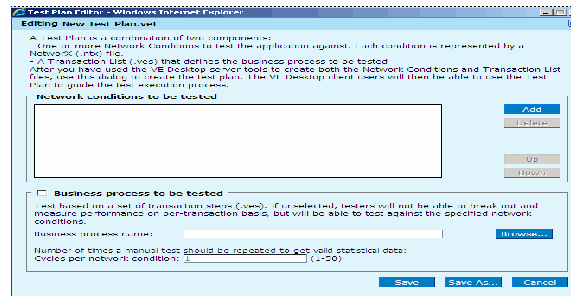 Test Plan Editor - Windows Internet Explorer
Editing New Test Plan.vet
A Test Plan is a combination of two components:
- One or more Network Conditions to test the application against. Each condition is represented by a
NetworX (.ntx) file.
- A Transaction List (.ves) that defines the business process to be tested
After you have used the VE Desktop server tools to create both the Network Conditions and Transaction List
files, use this dialog to create the test plan. The VE Desktop client users will then be able to use the Test
Plan to guide the test execution process.
Network conditions to be tested
Add
Delete
Up
Down
Business process to be tested
Test based on a set of transaction steps (.ves). If unselected, testers will not be able to break out and
measure performance on per-transaction basis, but will be able to test against the specified network
conditions.
Business process name:
Browse...
Number of times a manual test should be repeated to get valid statistical data:
Cycles per network condition: 1 (1-50)
Save Save As... Cancel